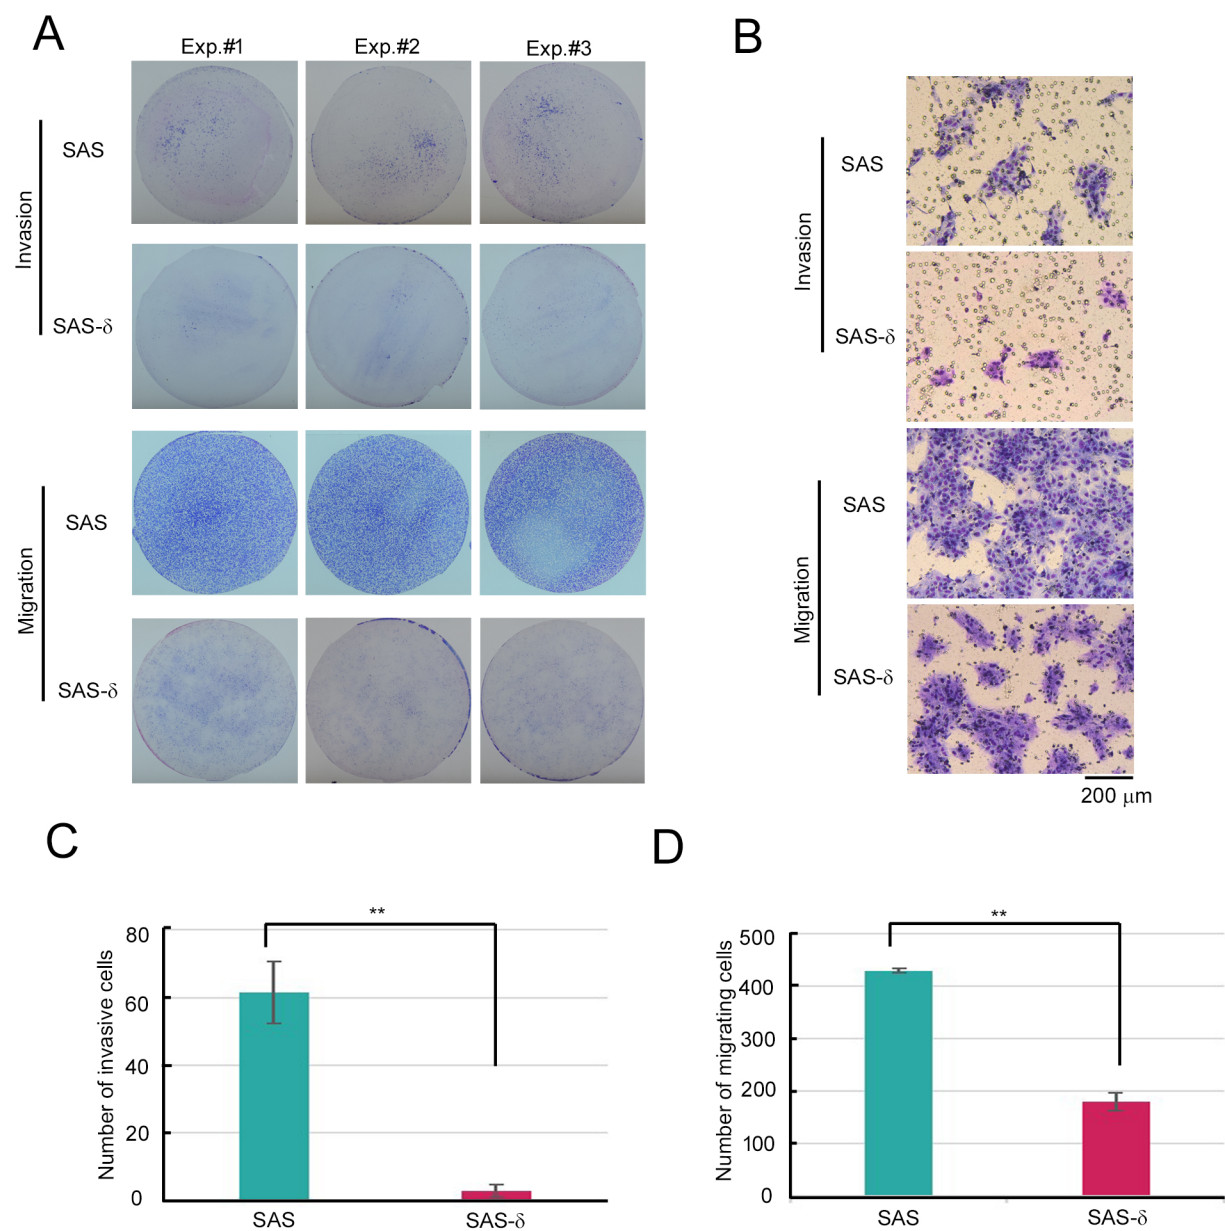 A
Exp.#1
Exp.#2
Exp.#3
Invasion
SAS
SAS-δ
Migration
SAS
SAS-δ
B
Invasion
SAS
SAS-δ
Migration
SAS
SAS-δ
200 μm
C
Number of invasive cells
80
60
40
20
0
**
SAS
SAS-δ
D
Number of migrating cells
500
400
300
200
100
0
**
SAS
SAS-δ